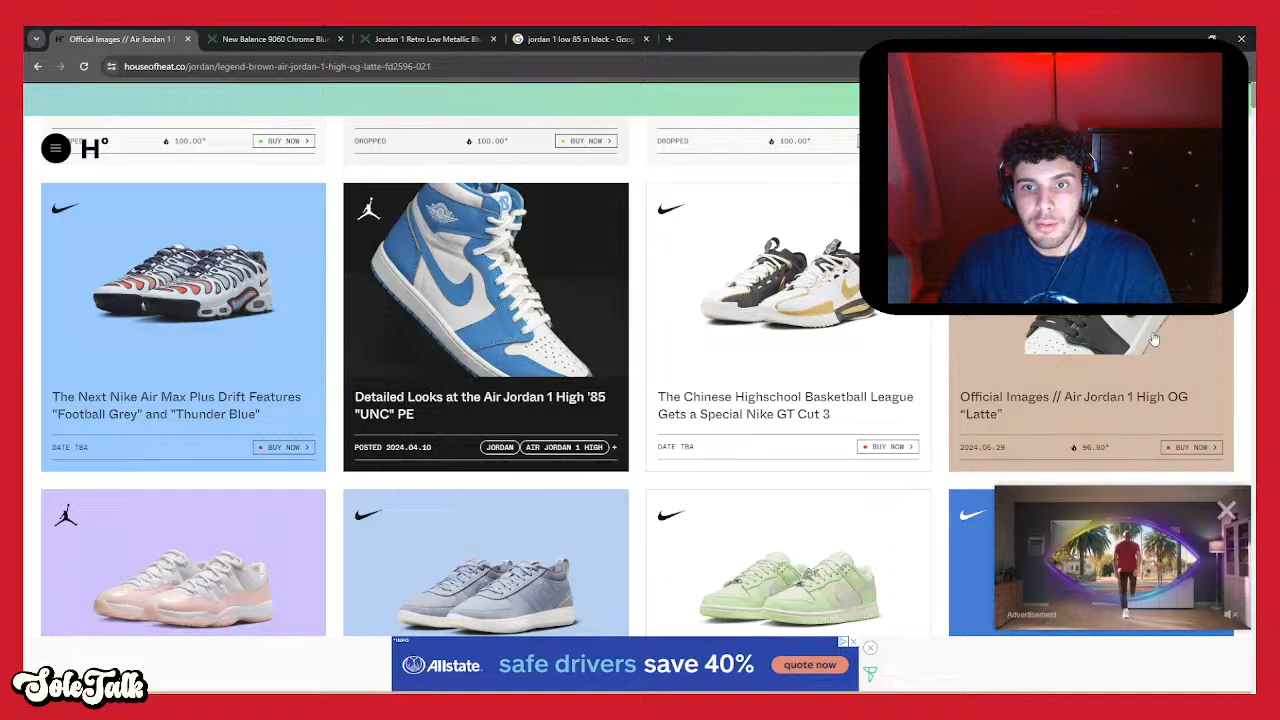 Official Images // Air Jordan 1
New Balance 9060 Chrome Blu
Jordan 1 Retro Low Metallic Bl
jordan 1 low 85 in black - Goo
houseofheat.co/jordan/legend-brown-air-jordan-1-high-og-latte-fd2596-021
H°
100.00°
BUY NOW
DROPPED
100.00°
BUY NOW
DROPPED
100.00°
The Next Nike Air Max Plus Drift Features
"Football Grey" and "Thunder Blue"
DATE TBA
BUY NOW
Detailed Looks at the Air Jordan 1 High '85
"UNC" PE
POSTED 2024.04.10
JORDAN
AIR JORDAN 1 HIGH
+
The Chinese Highschool Basketball League
Gets a Special Nike GT Cut 3
DATE TBA
BUY NOW
Official Images // Air Jordan 1 High OG
“Latte”
2024.06.29
96.80°
BUY NOW
Advertisement
Allstate
safe drivers save 40%
quote now
SoleTalk